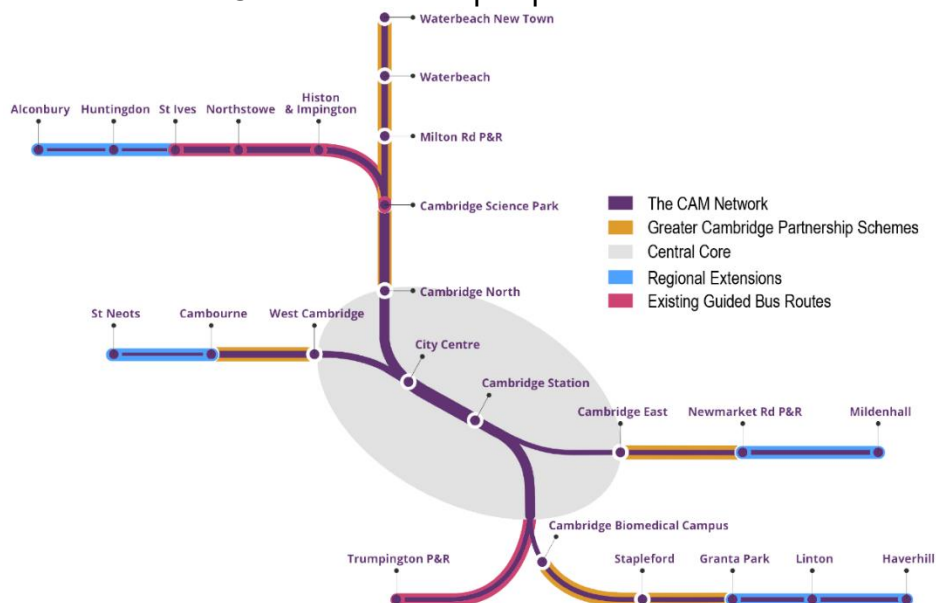 Waterbeach New Town
Waterbeach
Histon
& Impington
Alconbury
Huntingdon
St Ives
Northstowe
Milton Rd P&R
Cambridge Science Park
The CAM Network
Greater Cambridge Partnership Schemes
Central Core
Regional Extensions
Existing Guided Bus Routes
Cambridge North
St Neots
Cambourne
West Cambridge
City Centre
Cambridge Station
Cambridge East
Newmarket Rd P&R
Mildenhall
Cambridge Biomedical Campus
Trumpington P&R
Stapleford
Granta Park
Linton
Haverhill